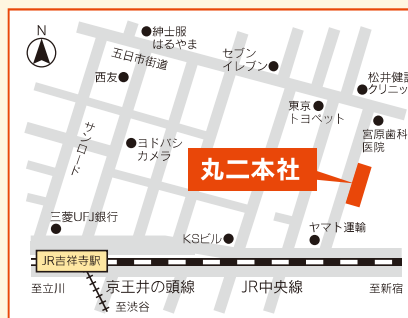 N
紳士服
はるやま
五日市街道
セブン
イレブン
西友
松井健診
クリニック
東京
トヨペット
サンロード
ヨドバシ
カメラ
宮原歯科
医院
丸二本社
三菱UFJ銀行
KSビル
ヤマト運輸
JR吉祥寺駅
至立川
京王井の頭線
JR中央線
至新宿
至渋谷